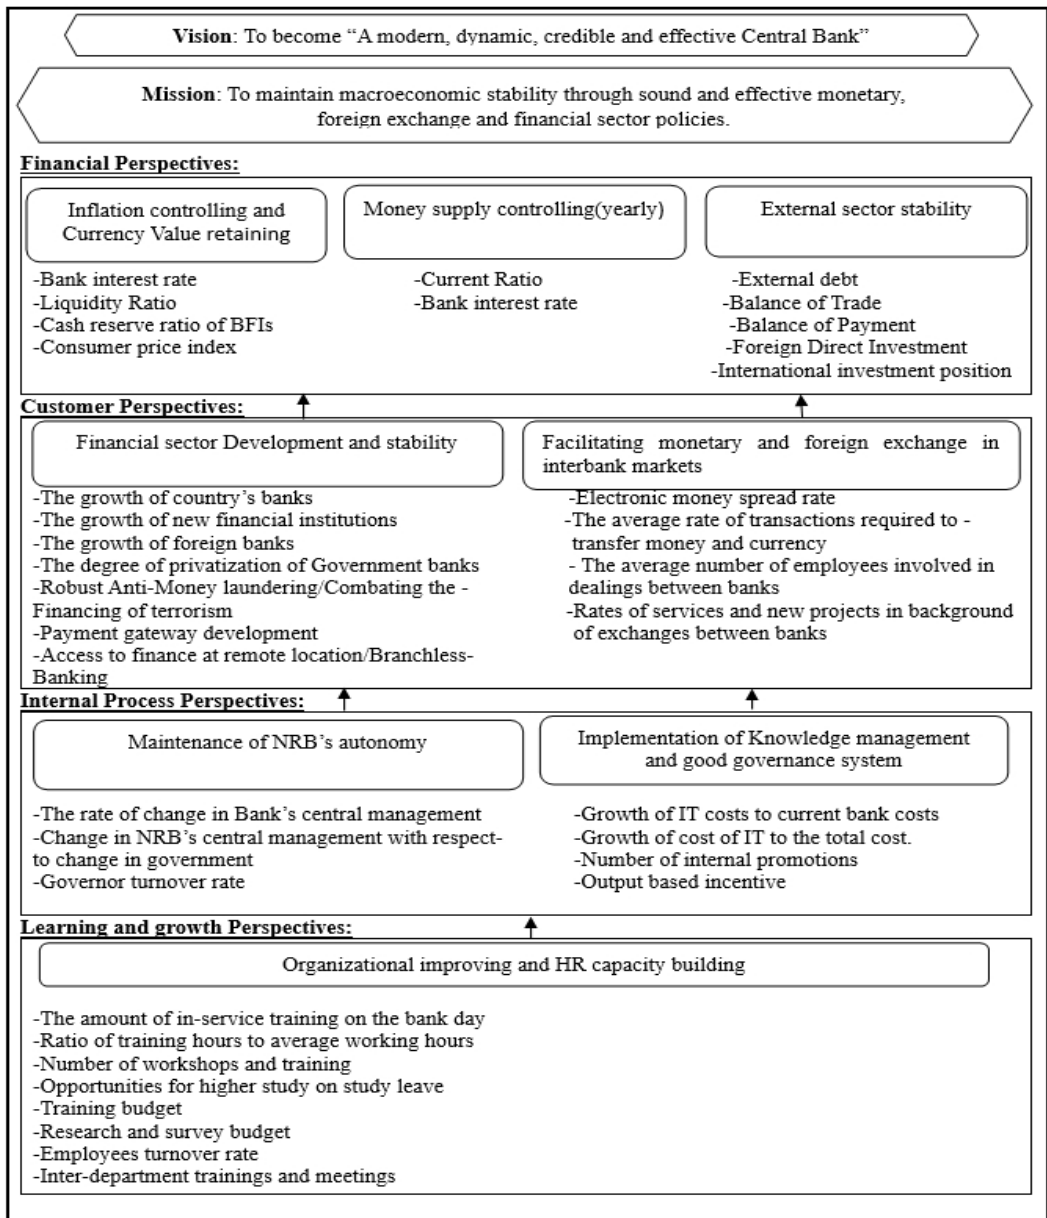 Vision: To become “A modern, dynamic, credible and effective Central Bank”
Mission: To maintain macroeconomic stability through sound and effective monetary,
foreign exchange and financial sector policies.
Financial Perspectives:
Inflation controlling and
Currency Value retaining
-Bank interest rate
-Liquidity Ratio
-Cash reserve ratio of BFIs
-Consumer price index
Money supply controlling(yearly)
-Current Ratio
-Bank interest rate
External sector stability
-External debt
-Balance of Trade
-Balance of Payment
-Foreign Direct Investment
-International investment position
Customer Perspectives:
Financial sector Development and stability
-The growth of country’s banks
-The growth of new financial institutions
-The growth of foreign banks
-The degree of privatization of Government banks
-Robust Anti-Money laundering/Combating the -
Financing of terrorism
-Payment gateway development
-Access to finance at remote location/Branchless-
Banking
Facilitating monetary and foreign exchange in
interbank markets
-Electronic money spread rate
-The average rate of transactions required to -
transfer money and currency
- The average number of employees involved in
dealings between banks
-Rates of services and new projects in background
of exchanges between banks
Internal Process Perspectives:
Maintenance of NRB’s autonomy
-The rate of change in Bank’s central management
-Change in NRB’s central management with respect-
to change in government
-Governor turnover rate
Implementation of Knowledge management
and good governance system
-Growth of IT costs to current bank costs
-Growth of cost of IT to the total cost.
-Number of internal promotions
-Output based incentive
Learning and growth Perspectives:
Organizational improving and HR capacity building
-The amount of in-service training on the bank day
-Ratio of training hours to average working hours
-Number of workshops and training
-Opportunities for higher study on study leave
-Training budget
-Research and survey budget
-Employees turnover rate
-Inter-department trainings and meetings